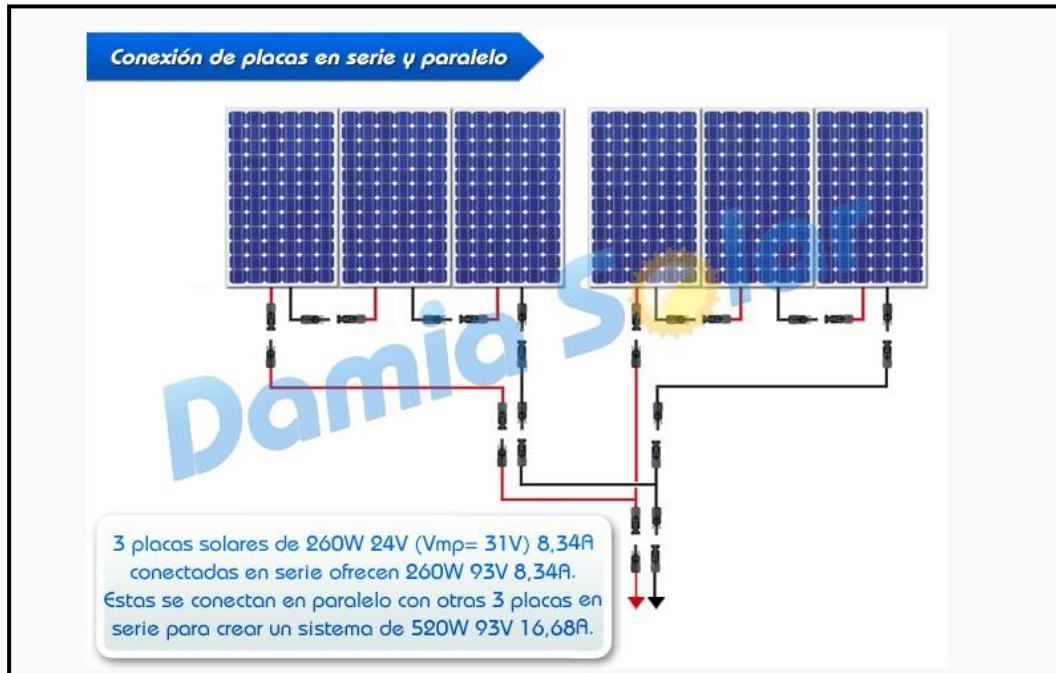 Conexión de placas en serie y paralelo
Damia Solar
3 placas solares de 260W 24V (Vmp= 31V) 8,34A
conectadas en serie ofrecen 260W 93V 8,34A.
Estas se conectan en paralelo con otras 3 placas en
serie para crear un sistema de 520W 93V 16,68A.